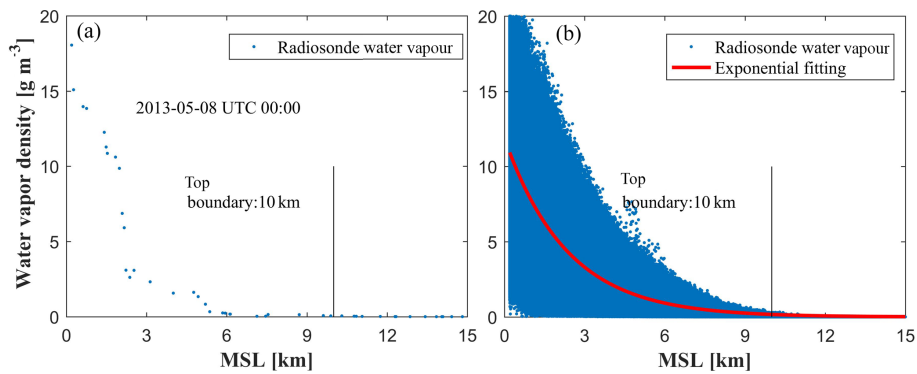 Water vapor density [g m-3]
20
15
10
5
0
(a)
Radiosonde water vapour
2013-05-08 UTC 00:00
Top
boundary:10 km
0 3 6 9 12 15
MSL [km]
20
15
10
5
0
(b)
Radiosonde water vapour
Exponential fitting
Top
boundary:10 km
0 3 6 9 12 15
MSL [km]